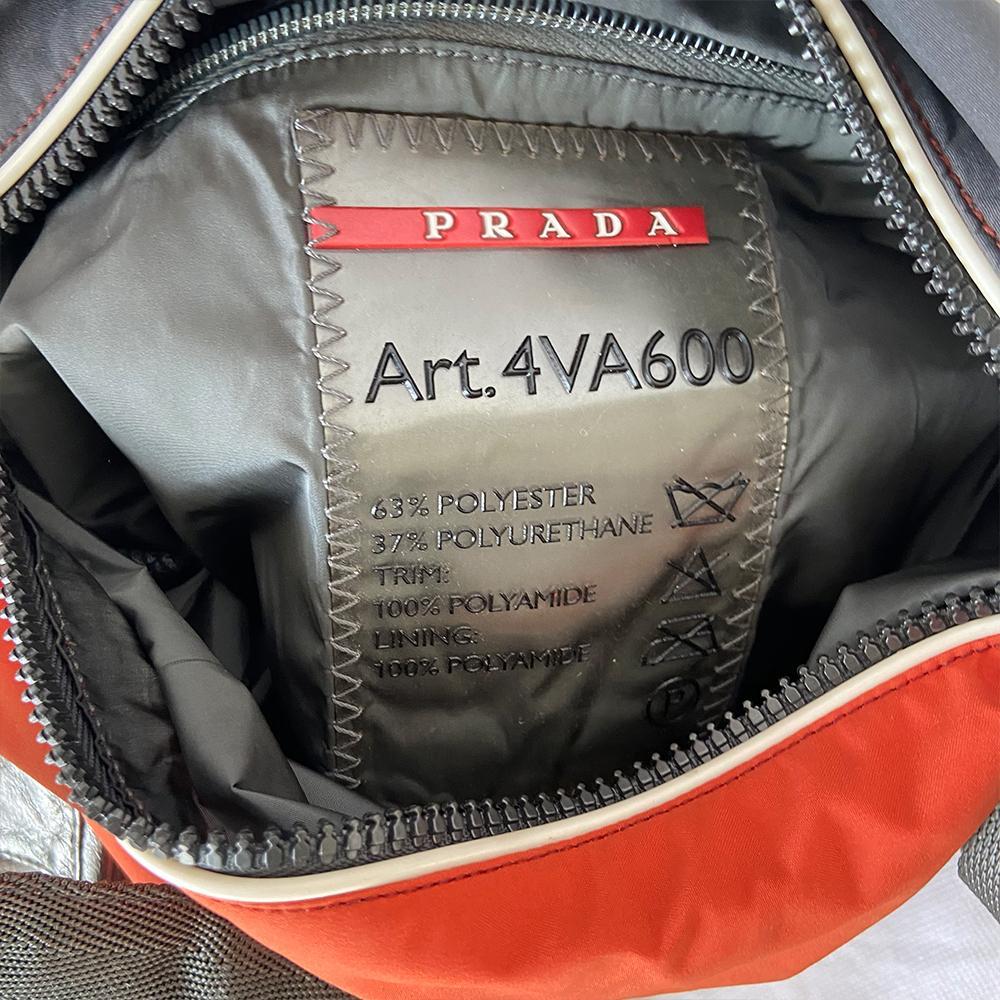 PRADA
Art. 4VA600
63% POLYESTER
37% POLYURETHANE
TRIM:
100% POLYAMIDE
LINING:
100% POLYAMIDE
P